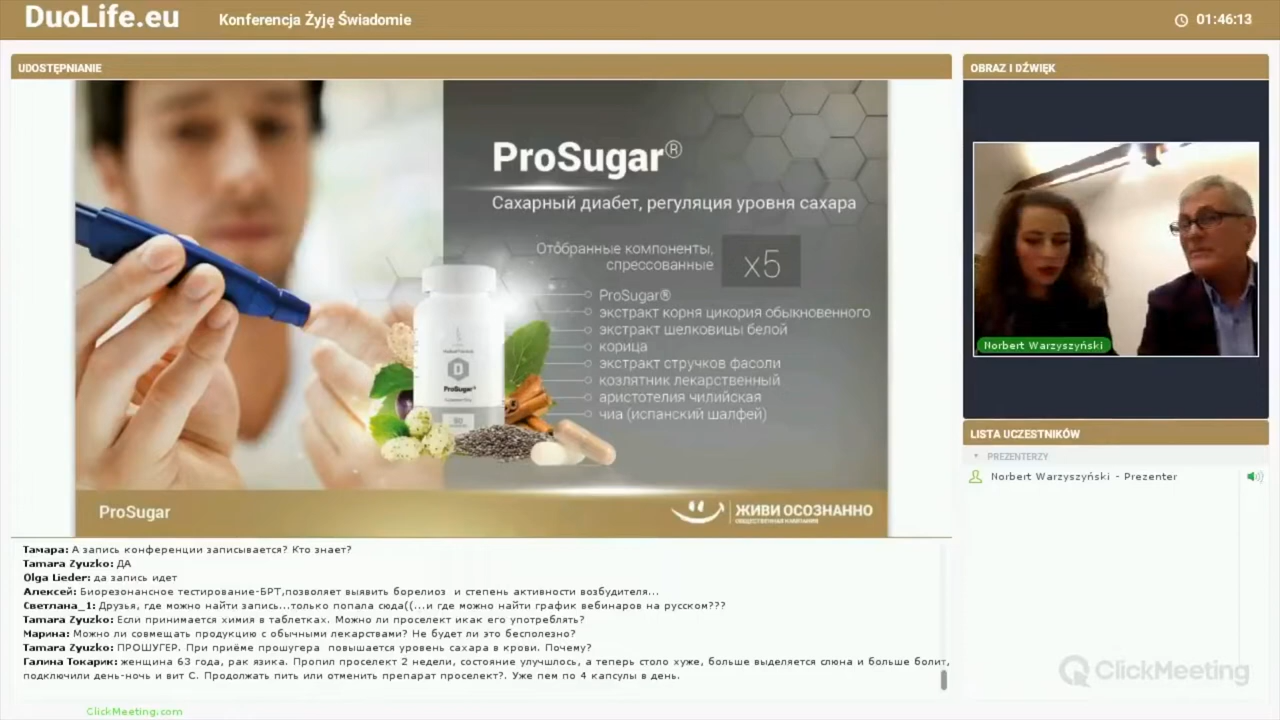 DuoLife.eu
Konferencja Żyję Świadomie
01:46:13
UDOSTĘPNIANIE
OBRAZ I DŹWIĘK
ProSugar®
Сахарный диабет, регуляция уровня сахара
Отобранные компоненты,
спрессованные
x5
ProSugar®
экстракт корня цикория обыкновенного
экстракт шелковицы белой
корица
экстракт стручков фасоли
козлятник лекарственный
аристотелия чилийская
чиа (испанский шалфей)
D
ProSugar®
ProSugar
ЖИВИ ОСОЗНАННО
ОБЩЕСТВЕННАЯ КАМПАНИЯ
Norbert Warzyszyński
LISTA UCZESTNIKÓW
PREZENTERZY
Norbert Warzyszyński - Prezenter
Тамара: А запись конференции записывается? Кто знает?
Tamara Zyuzko: ДА
Olga Lieder: да запись идет
Алексей: Биорезонансное тестирование-БРТ,позволяет выявить борелиоз и степень активности возбудителя...
Светлана_1: Друзья, где можно найти запись...только попала сюда((...и где можно найти график вебинаров на русском???
Tamara Zyuzko: Если принимается химия в таблетках. Можно ли проселект икак его употреблять?
Марина: Можно ли совмещать продукцию с обычными лекарствами? Не будет ли это бесполезно?
Tamara Zyuzko: ПРОШУГЕР. При приёме прошугера повышается уровень сахара в крови. Почему?
Галина Токарик: женщина 63 года, рак язика. Пропил проселект 2 недели, состояние улучшилось, а теперь столо хуже, больше выделяется слюна и больше болит,
подключили день-ночь и вит С. Продолжать пить или отменить препарат проселект?. Уже пем по 4 капсулы в день.
ClickMeeting
ClickMeeting.com